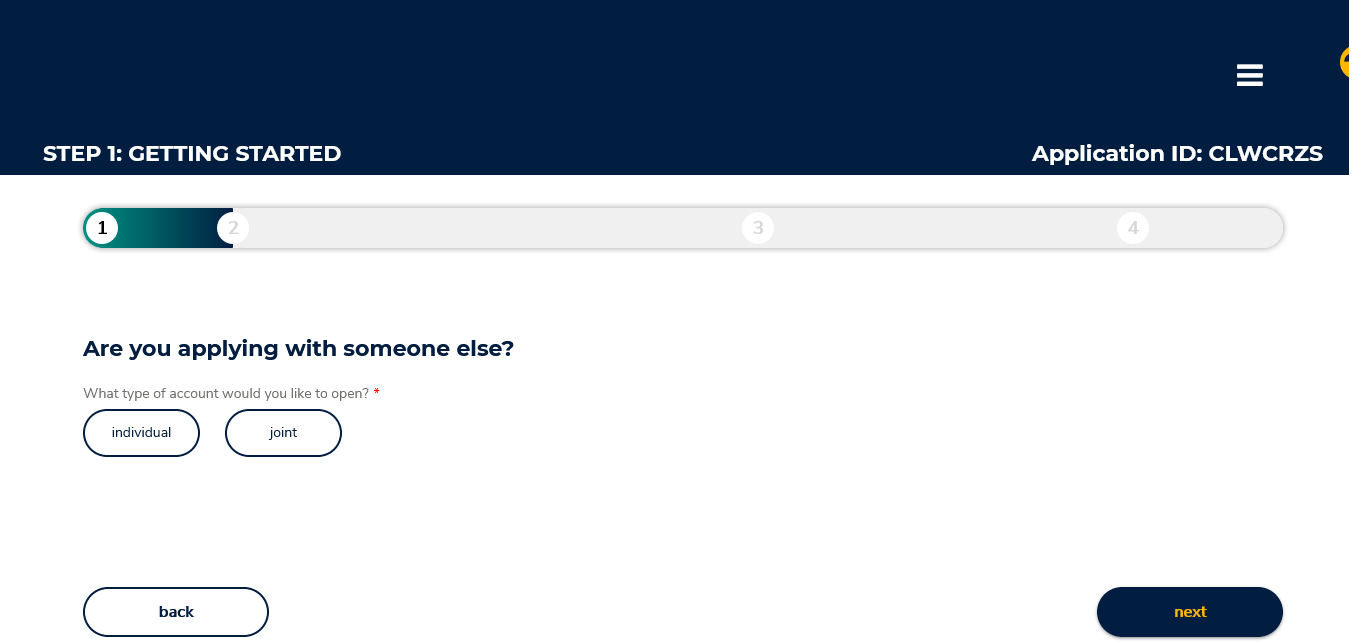 STEP 1: GETTING STARTED
Application ID: CLWCRZS
1 2 3 4
Are you applying with someone else?
What type of account would you like to open? *
individual joint
back next